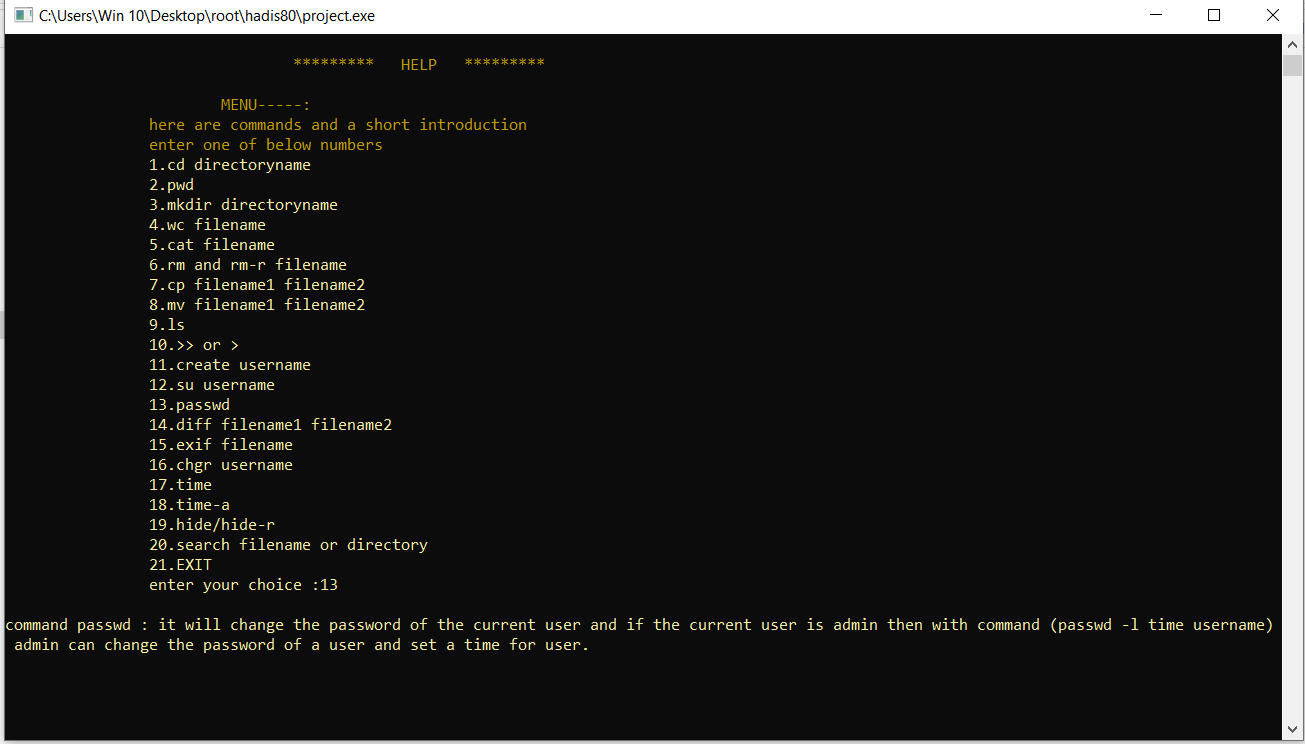 C:\Users\Win 10\Desktop\root\hadis80\project.exe
********* HELP *********
MENU-----:
here are commands and a short introduction
enter one of below numbers
1.cd directoryname
2.pwd
3.mkdir directoryname
4.wc filename
5.cat filename
6.rm and rm-r filename
7.cp filename1 filename2
8.mv filename1 filename2
9.ls
10.>> or >
11.create username
12.su username
13.passwd
14.diff filename1 filename2
15.exif filename
16.chgr username
17.time
18.time-a
19.hide/hide-r
20.search filename or directory
21.EXIT
enter your choice :13
command passwd : it will change the password of the current user and if the current user is admin then with command (passwd -l time username)
admin can change the password of a user and set a time for user.